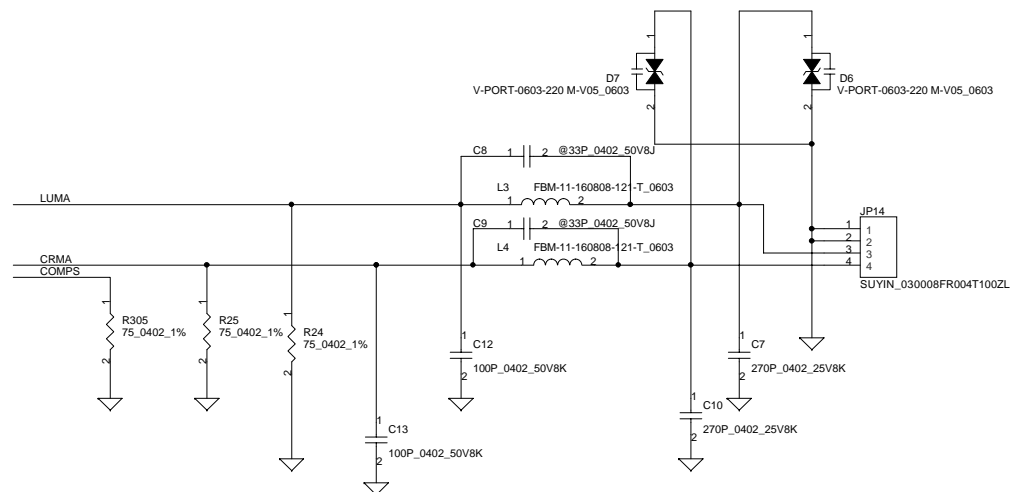 1
1
D7
D6
V-PORT-0603-220 M-V05_0603
V-PORT-0603-220 M-V05_0603
2
2
C8 1 2 @33P_0402_50V8J
LUMA
L3 FBM-11-160808-121-T_0603
1 2
C9 1 2 @33P_0402_50V8J
JP14
1 1
2 2
3 3
4 4
SUYIN_030008FR004T100ZL
CRMA
L4 FBM-11-160808-121-T_0603
1 2
COMPS
1
R305
75_0402_1%
2
1
R25
75_0402_1%
2
1
R24
75_0402_1%
2
1
C12
100P_0402_50V8K
2
1
C7
270P_0402_25V8K
2
1
C10
270P_0402_25V8K
2
1
C13
100P_0402_50V8K
2